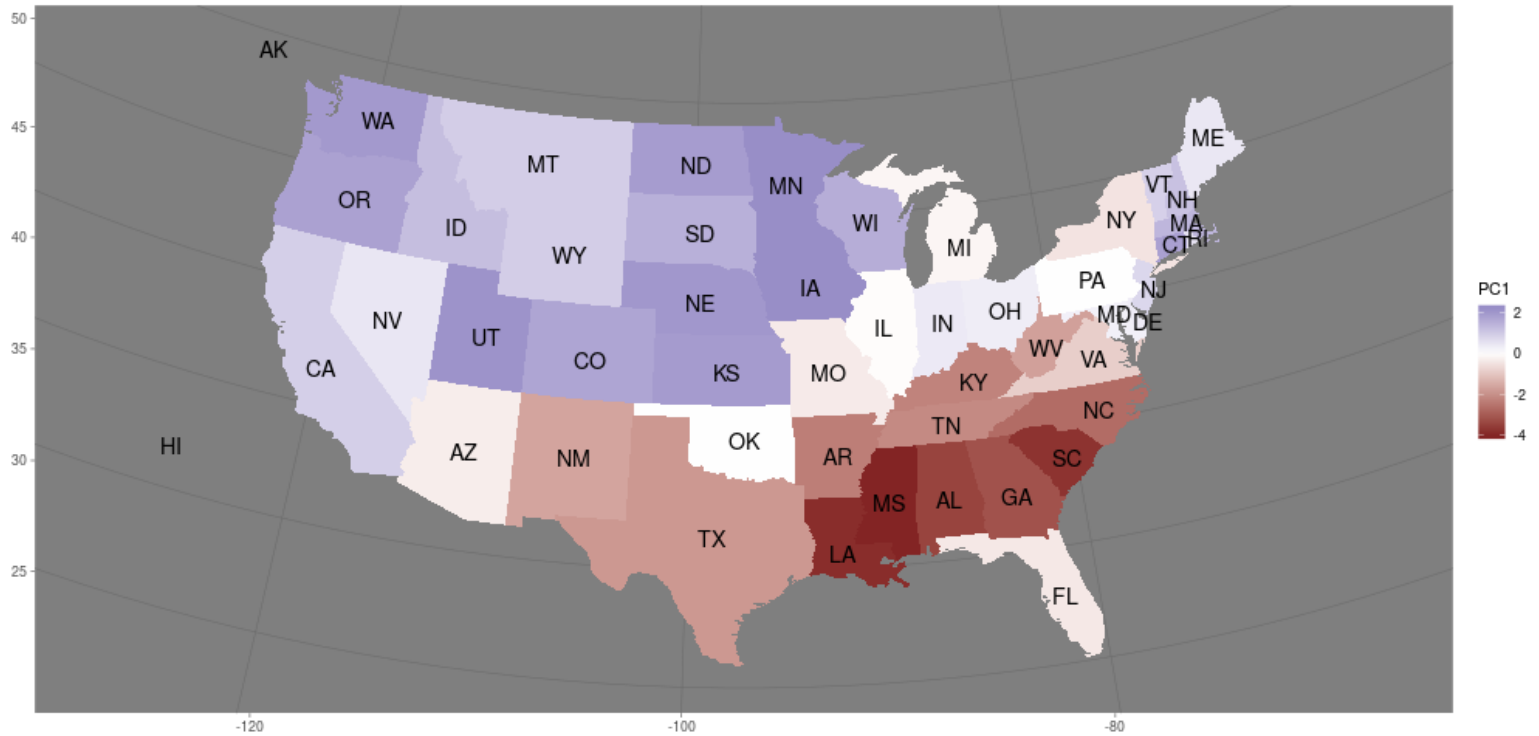 50
AK
45
WA
MT
ND
MN
ME
OR
ID
SD
WI
VT
NH
NY
MA
CT
RI
40
WY
MI
PA
NE
IA
NJ
NV
UT
IL
IN
OH
MD
DE
35
CA
CO
KS
MO
KY
WV
VA
NC
TN
HI
30
AZ
NM
OK
AR
SC
MS
AL
GA
TX
LA
25
FL
-120
-100
-80
PC1
2
0
-2
-4